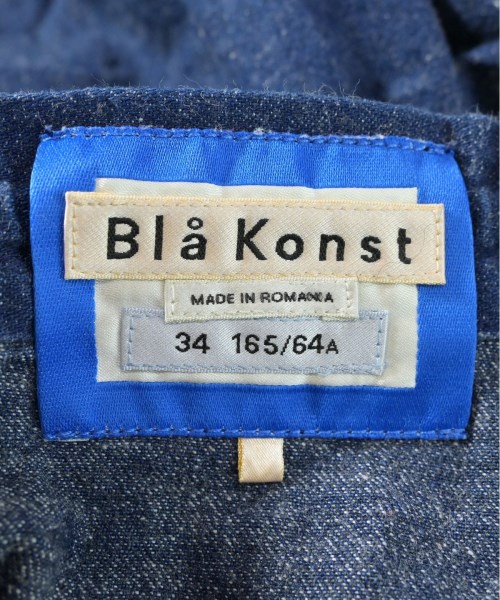 Blå Konst
MADE IN ROMANIA
34 165/64A